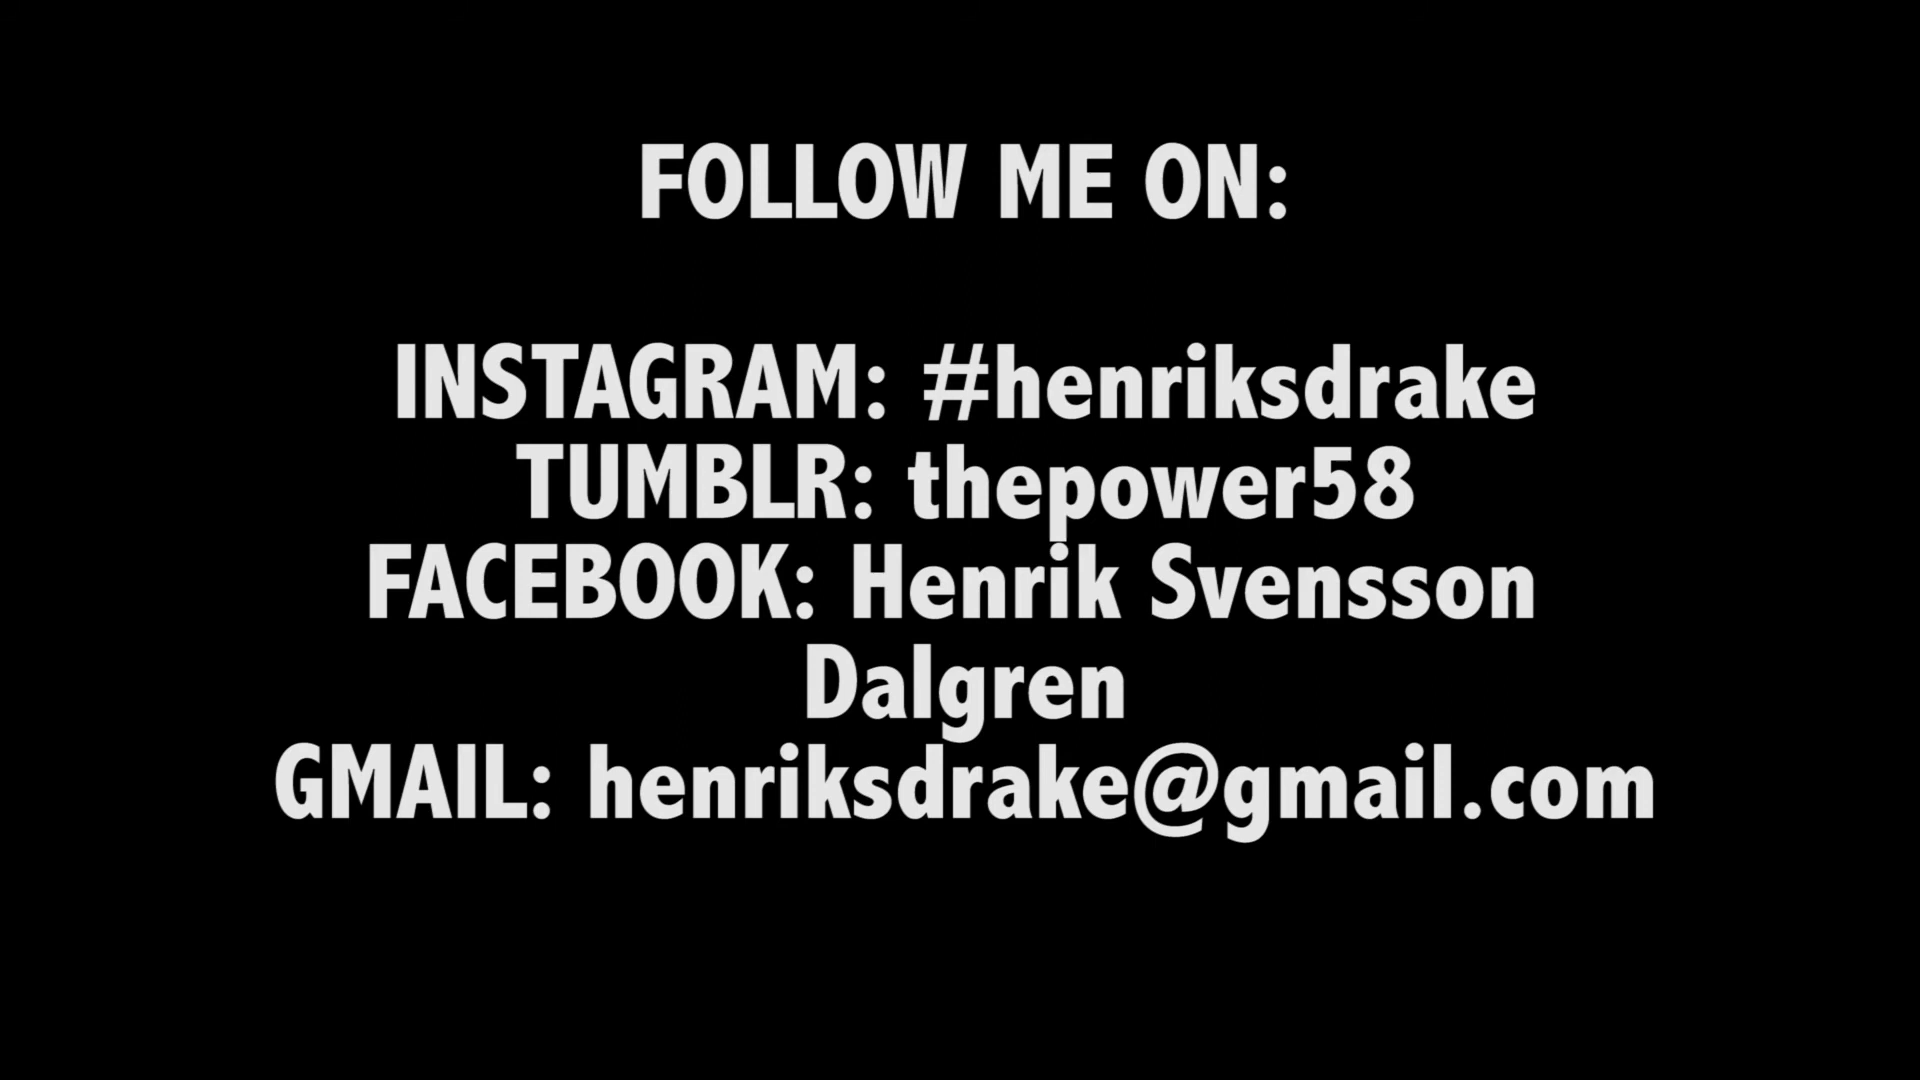 FOLLOW ME ON:
INSTAGRAM: #henriksdrake
TUMBLR: thepower58
FACEBOOK: Henrik Svensson
Dalgren
GMAIL: henriksdrake@gmail.com